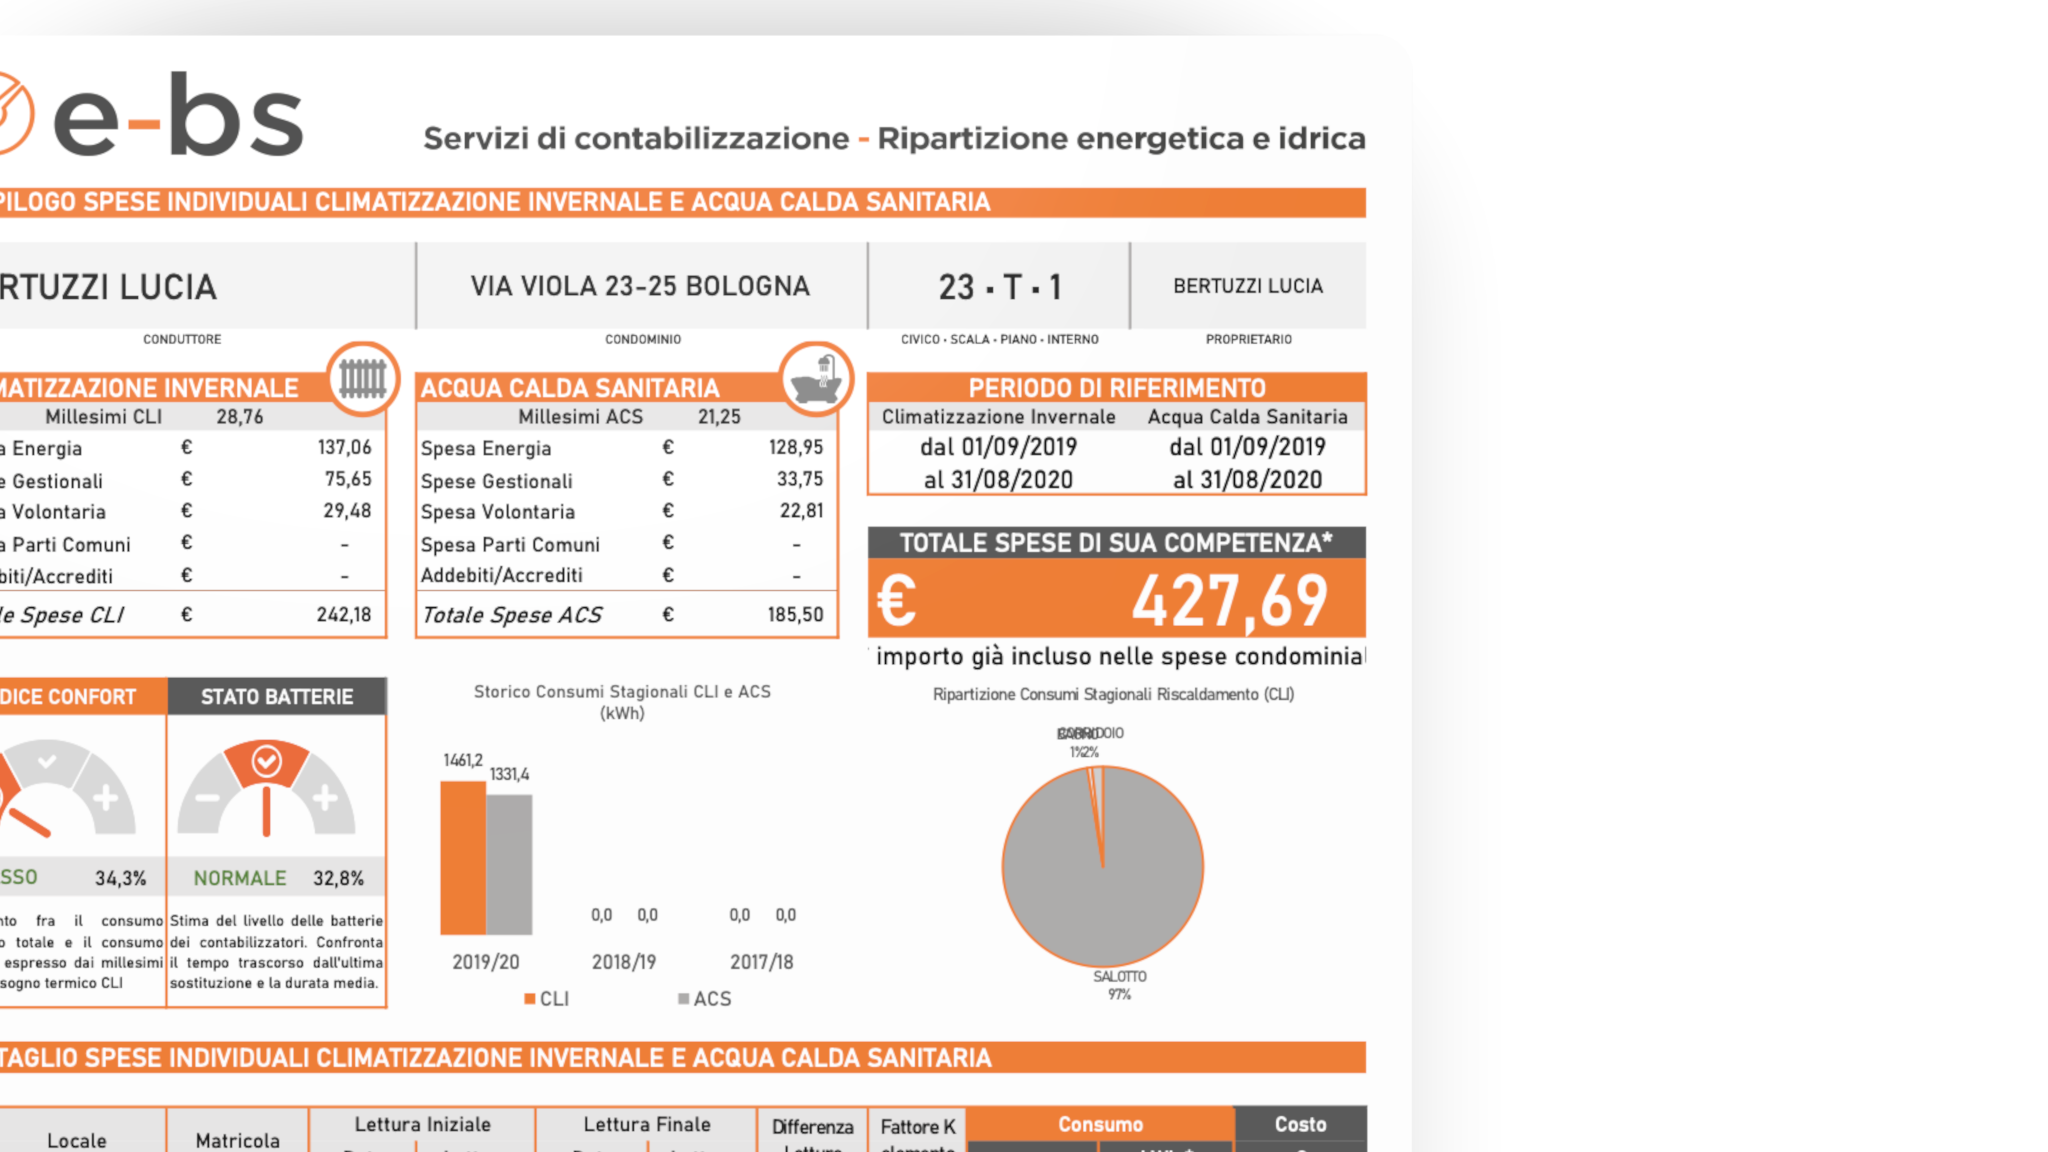 e-bs
Servizi di contabilizzazione - Ripartizione energetica e idrica
PILOGO SPESE INDIVIDUALI CLIMATIZZAZIONE INVERNALE E ACQUA CALDA SANITARIA
RTUZZI LUCIA
VIA VIOLA 23-25 BOLOGNA
23 · T · 1
BERTUZZI LUCIA
CONDUTTORE
CONDOMINIO
CIVICO · SCALA · PIANO · INTERNO
PROPRIETARIO
MATIZZAZIONE INVERNALE
Millesimi CLI 28,76
a Energia € 137,06
e Gestionali € 75,65
a Volontaria € 29,48
a Parti Comuni € -
biti/Accrediti € -
le Spese CLI € 242,18
ACQUA CALDA SANITARIA
Millesimi ACS 21,25
Spesa Energia € 128,95
Spese Gestionali € 33,75
Spesa Volontaria € 22,81
Spesa Parti Comuni € -
Addebiti/Accrediti € -
Totale Spese ACS € 185,50
PERIODO DI RIFERIMENTO
Climatizzazione Invernale Acqua Calda Sanitaria
dal 01/09/2019 dal 01/09/2019
al 31/08/2020 al 31/08/2020
TOTALE SPESE DI SUA COMPETENZA*
€ 427,69
importo già incluso nelle spese condominial
DICE CONFORT
SSO 34,3%
nto fra il consumo
o totale e il consumo
espresso dai millesimi
sogno termico CLI
STATO BATTERIE
NORMALE 32,8%
Stima del livello delle batterie
dei contabilizzatori. Confronta
il tempo trascorso dall'ultima
sostituzione e la durata media.
Storico Consumi Stagionali CLI e ACS
(kWh)
1461,2
1331,4
0,0 0,0 0,0 0,0
2019/20 2018/19 2017/18
CLI ACS
Ripartizione Consumi Stagionali Riscaldamento (CLI)
CORRIDOIO
1% 2%
SALOTTO
97%
TAGLIO SPESE INDIVIDUALI CLIMATIZZAZIONE INVERNALE E ACQUA CALDA SANITARIA
Locale
Matricola
Lettura Iniziale
Lettura Finale
Differenza
Fattore K
Consumo
Costo